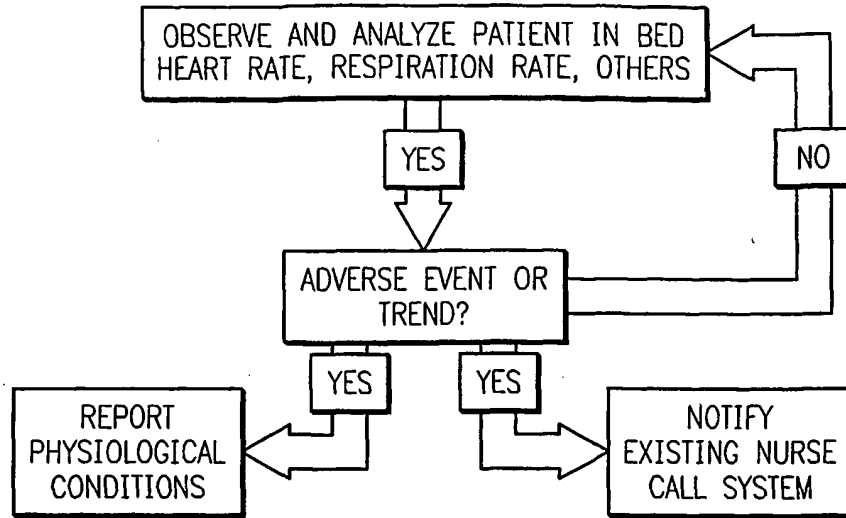 OBSERVE AND ANALYZE PATIENT IN BED
HEART RATE, RESPIRATION RATE, OTHERS
YES
NO
ADVERSE EVENT OR
TREND?
YES
YES
REPORT
PHYSIOLOGICAL
CONDITIONS
NOTIFY
EXISTING NURSE
CALL SYSTEM